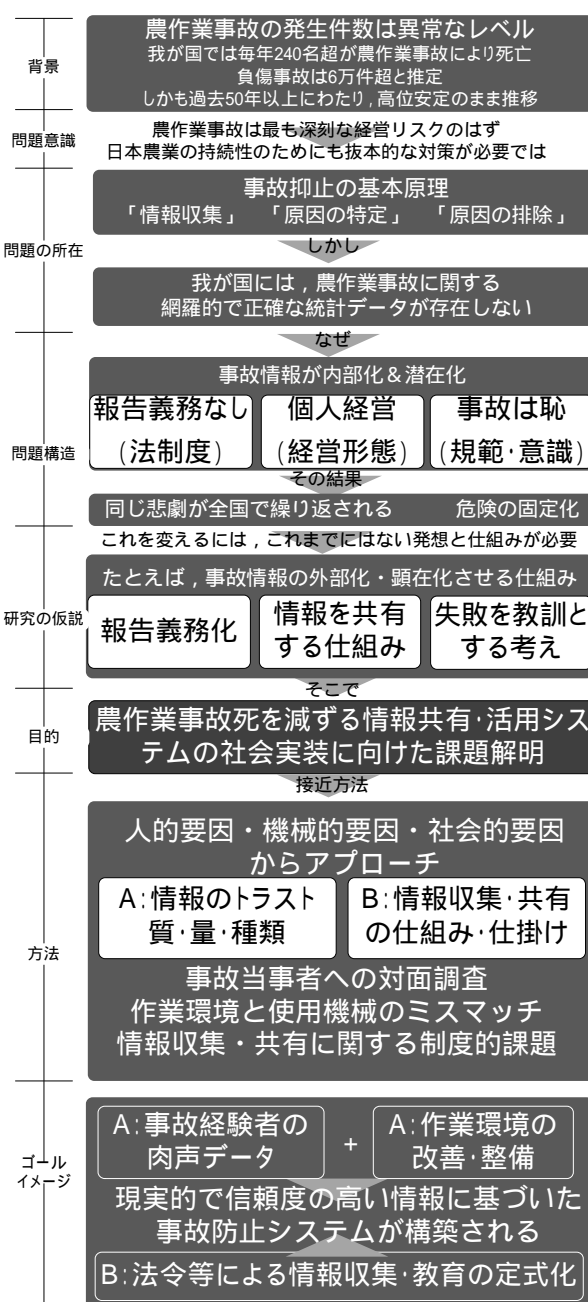 背景
農作業事故の発生件数は異常なレベル
我が国では毎年240名超が農作業事故により死亡
負傷事故は6万件超と推定
しかも過去50年以上にわたり,高位安定のまま推移
問題意識
農作業事故は最も深刻な経営リスクのはず
日本農業の持続性のためにも抜本的な対策が必要では
問題の所在
事故抑止の基本原理
「情報収集」 「原因の特定」 「原因の排除」
しかし
我が国には,農作業事故に関する
網羅的で正確な統計データが存在しない
なぜ
問題構造
事故情報が内部化&潜在化
報告義務なし
(法制度)
個人経営
(経営形態)
事故は恥
(規範・意識)
その結果
同じ悲劇が全国で繰り返される 危険の固定化
これを変えるには,これまでにはない発想と仕組みが必要
研究の仮説
たとえば,事故情報の外部化・顕在化させる仕組み
報告義務化
情報を共有
する仕組み
失敗を教訓と
する考え
そこで
目的
農作業事故死を減ずる情報共有・活用シス
テムの社会実装に向けた課題解明
接近方法
方法
人的要因・機械的要因・社会的要因
からアプローチ
A:情報のトラスト
質・量・種類
B:情報収集・共有
の仕組み・仕掛け
事故当事者への対面調査
作業環境と使用機械のミスマッチ
情報収集・共有に関する制度的課題
ゴール
イメージ
A:事故経験者の
肉声データ
+
A:作業環境の
改善・整備
現実的で信頼度の高い情報に基づいた
事故防止システムが構築される
B:法令等による情報収集・教育の定式化